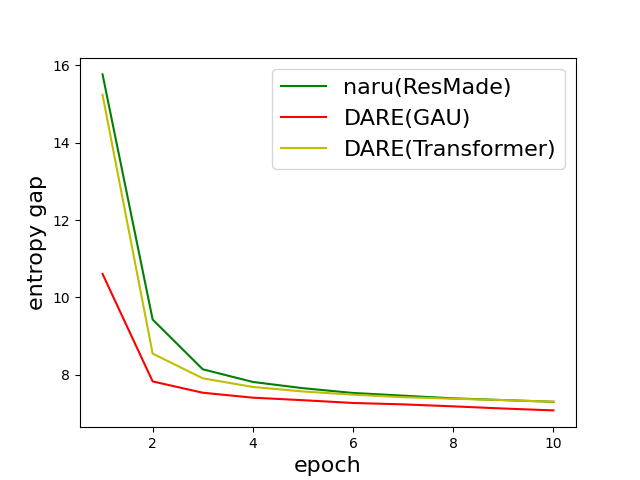 16
14
12
10
8
entropy gap
naru(ResMade)
DARE(GAU)
DARE(Transformer)
2
4
6
8
10
epoch